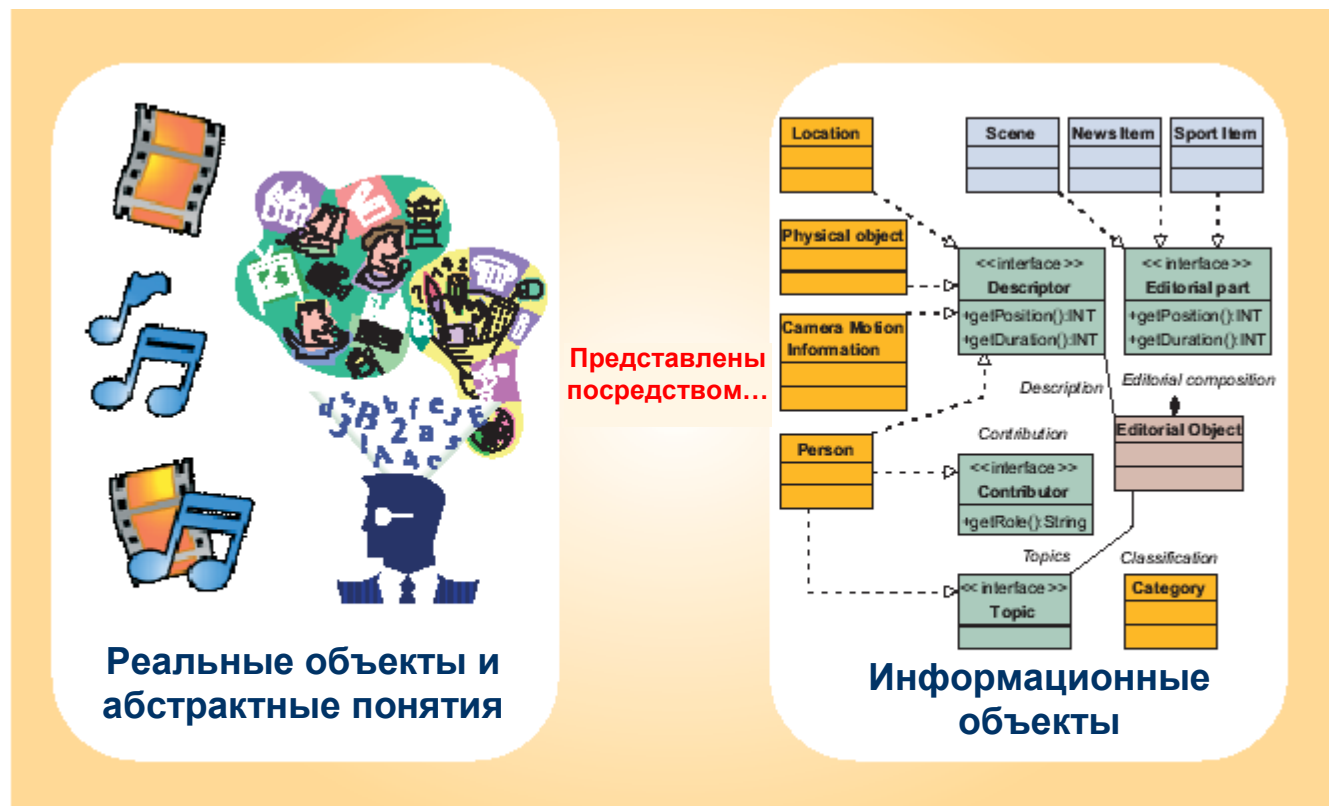 Реальные объекты и
абстрактные понятия
Представлены
посредством…
Location
Scene
News Item
Sport Item
Physical object
<<interface>>
Descriptor
+getPosition():INT
+getDuration():INT
<<interface>>
Editorial part
+getPosition():INT
+getDuration():INT
Camera Motion
Information
Description
Editorial composition
Person
Contribution
Editorial Object
<<interface>>
Contributor
+getRole():String
Topics
Classification
<<interface>>
Topic
Category
Информационные
объекты